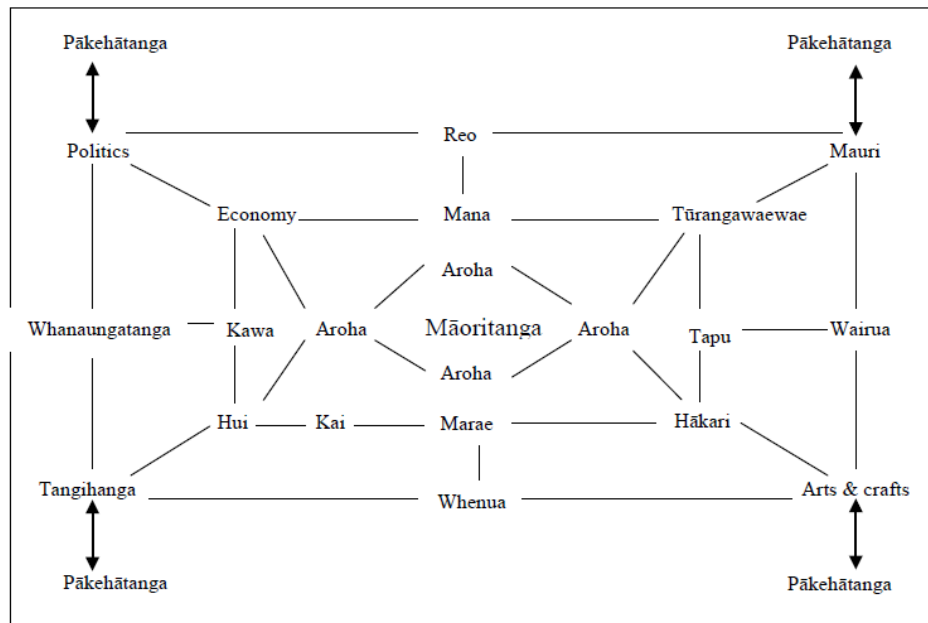 Pākehātanga Pākehātanga
Reo
Politics Mauri
Economy Mana Tūrangawaewae
Aroha
Whanaungatanga Kawa Aroha Māoritanga Aroha Tapu Wairua
Aroha
Hui Kai Marae Hākari
Tangihanga Whenua Arts & crafts
Pākehātanga Pākehātanga